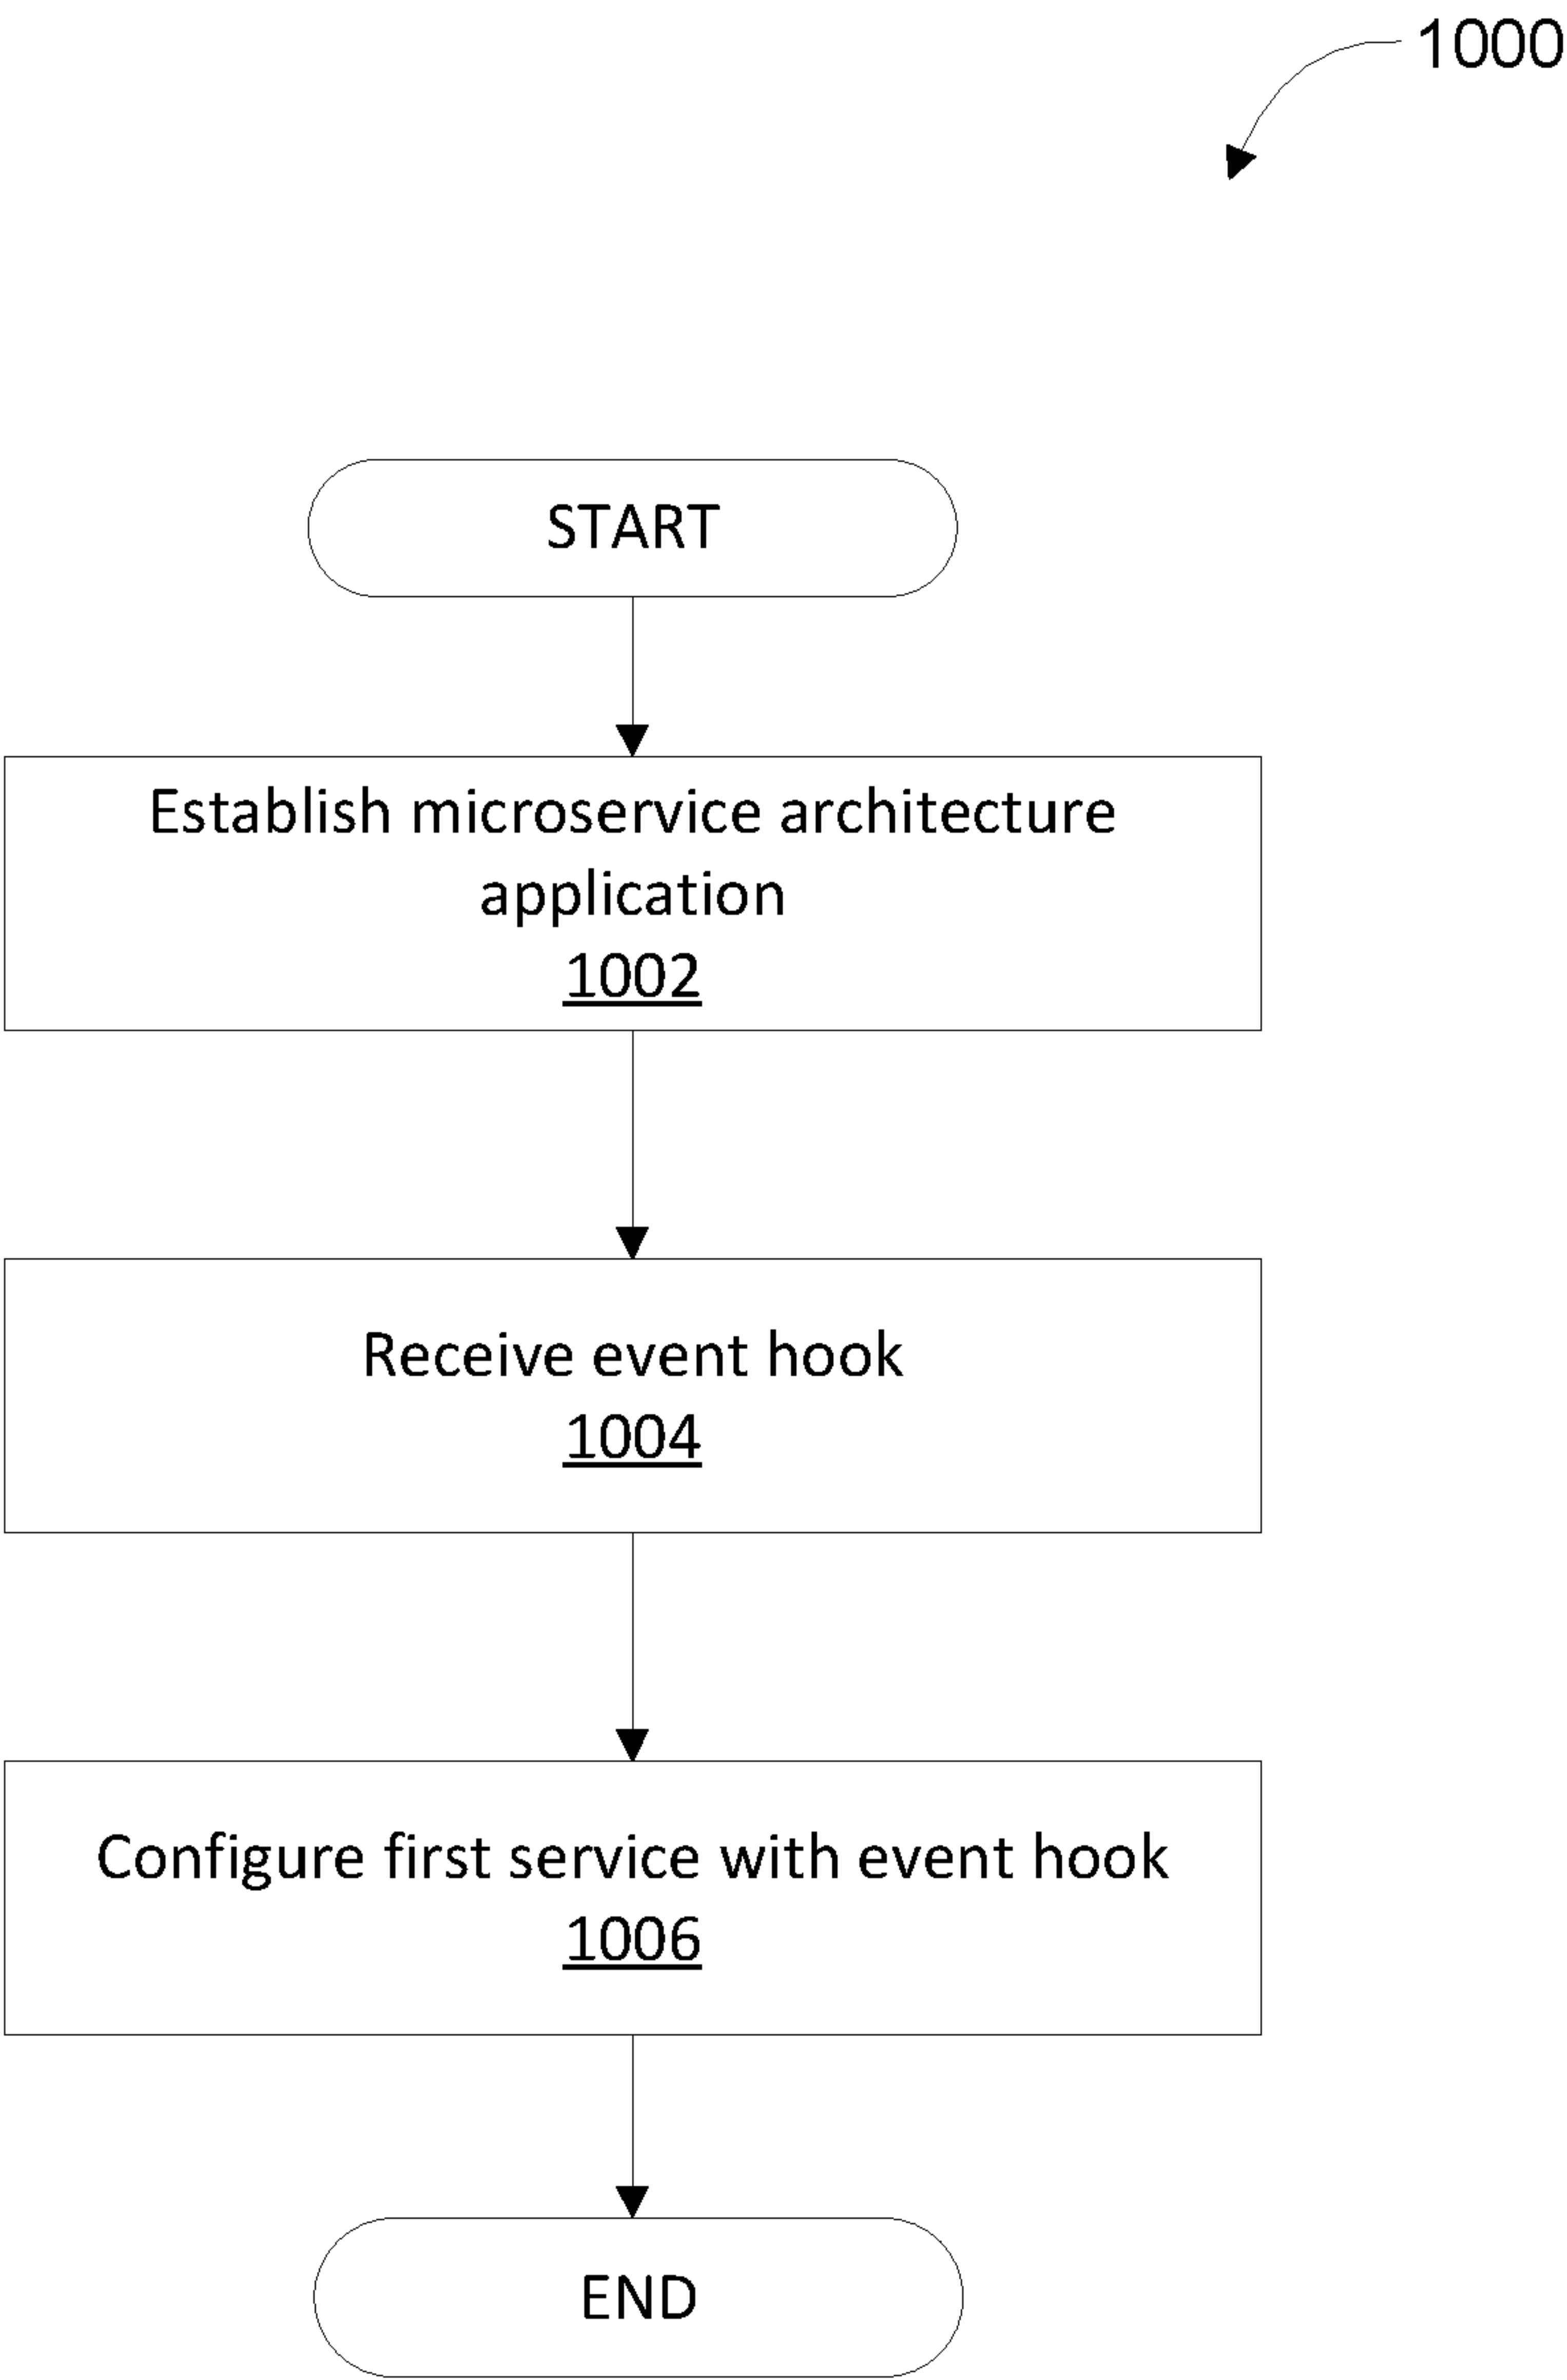 1000
START
Establish microservice architecture
application
1002
Receive event hook
1004
Configure first service with event hook
1006
END